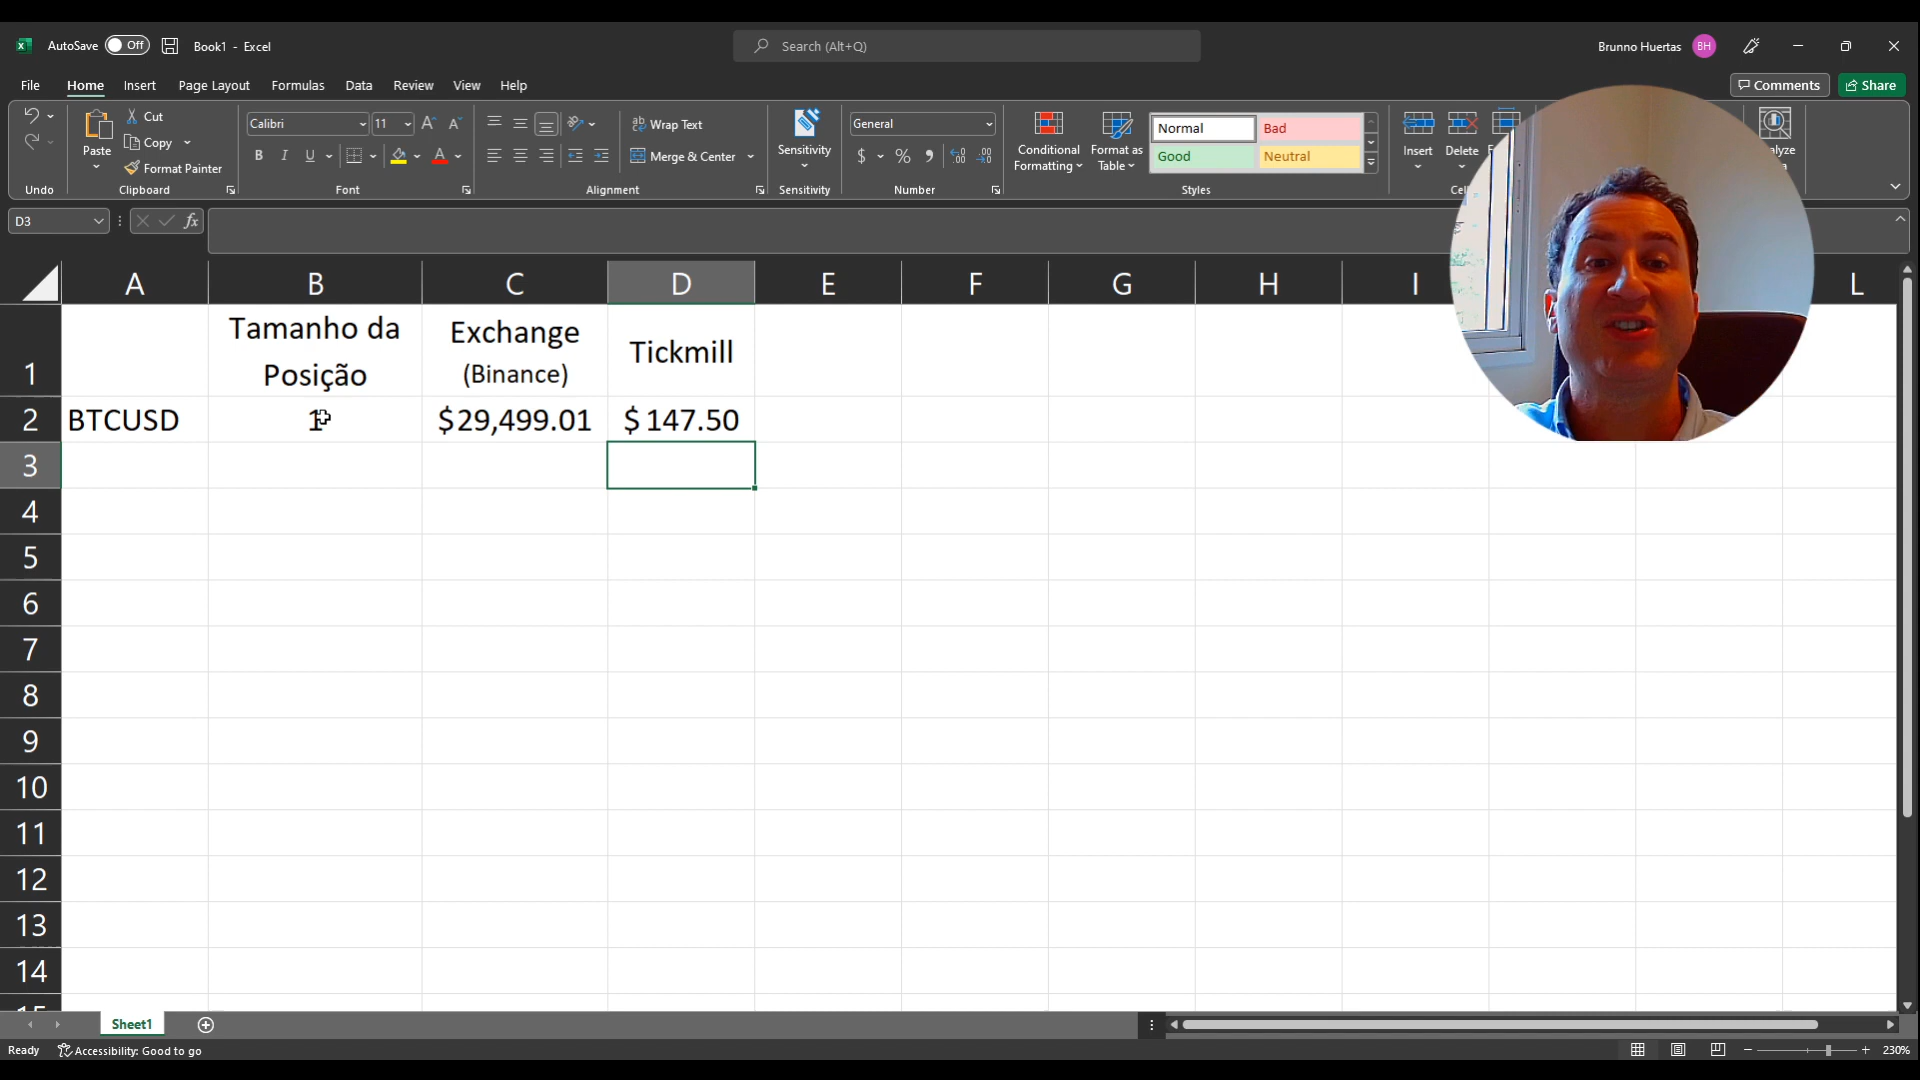 AutoSave Off Book1 - Excel Search (Alt+Q) Brunno Huertas BH
File Home Insert Page Layout Formulas Data Review View Help Comments Share
Cut
Copy
Format Painter
Paste
Undo Clipboard
Calibri 11
B I U A
Font
Wrap Text
Merge & Center
Alignment
Sensitivity
Sensitivity
General
$ % 9
Number
Conditional Formatting
Format as Table
Normal Bad
Good Neutral
Styles
Insert Delete
D3 fx
A B C D E F G H I L
Tamanho da Posição
Exchange (Binance)
Tickmill
1
2 BTCUSD 1 $29,499.01 $147.50
3
4
5
6
7
8
9
10
11
12
13
14
Sheet1
Ready Accessibility: Good to go 230%